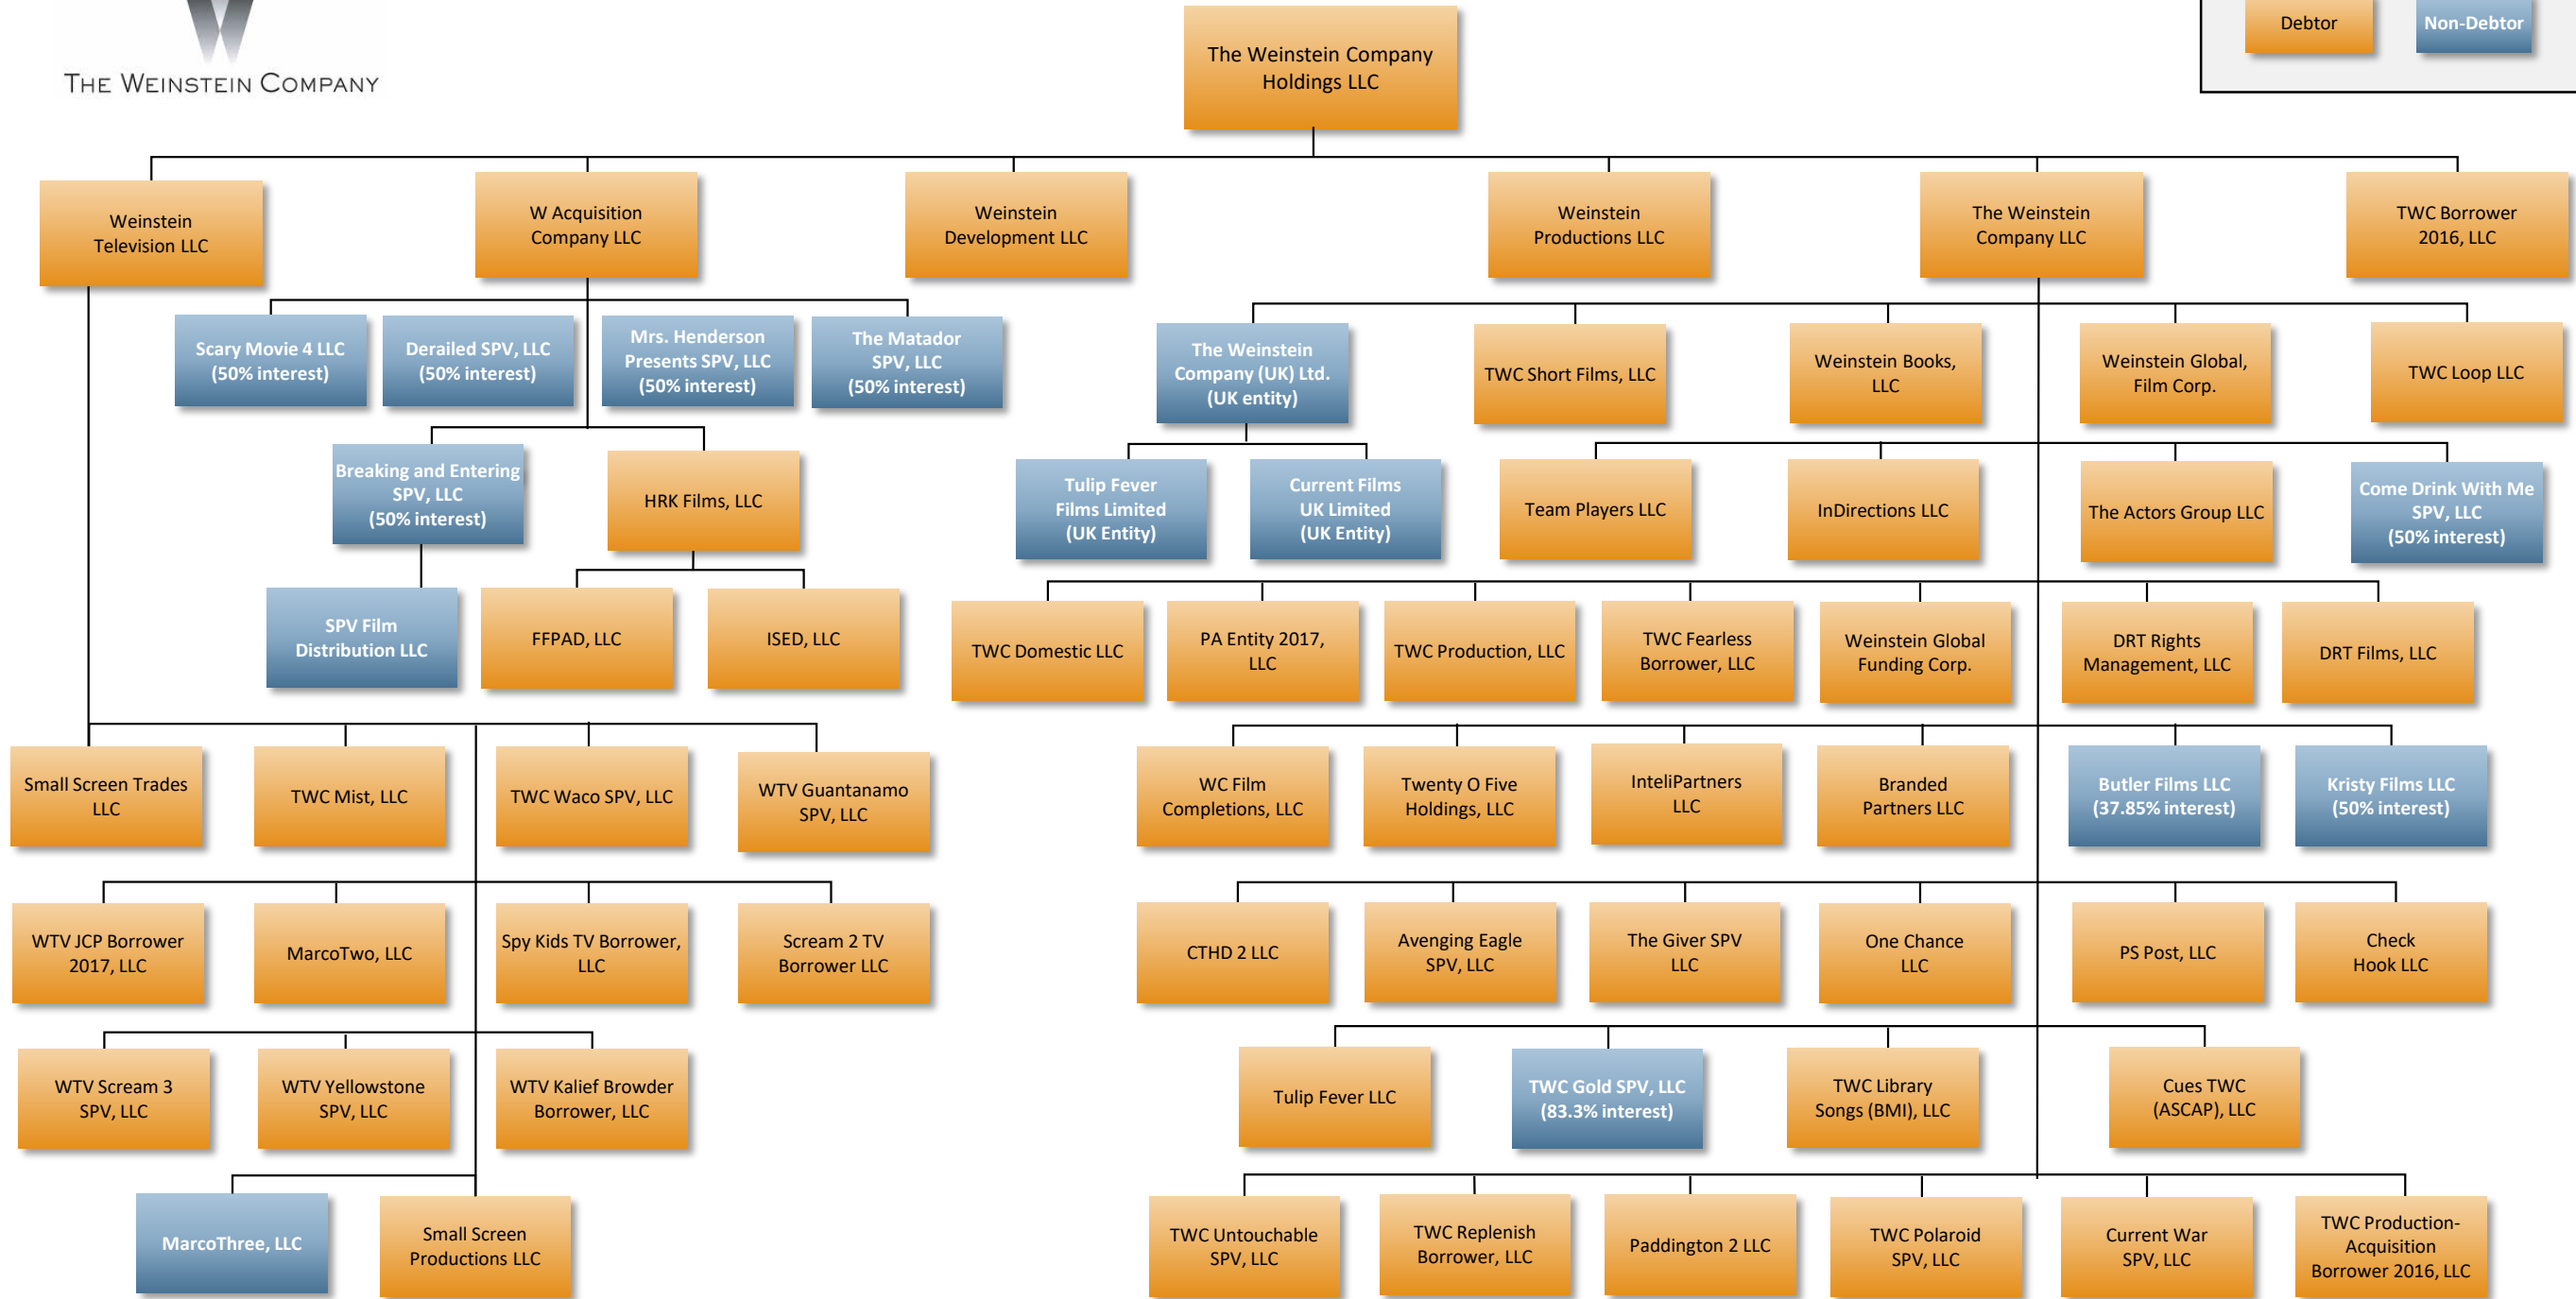 THE WEINSTEIN COMPANY
Debtor
Non-Debtor
The Weinstein Company
Holdings LLC
Weinstein
Television LLC
W Acquisition
Company LLC
Weinstein
Development LLC
Weinstein
Productions LLC
The Weinstein
Company LLC
TWC Borrower
2016, LLC
Scary Movie 4 LLC
(50% interest)
Derailed SPV, LLC
(50% interest)
Mrs. Henderson
Presents SPV, LLC
(50% interest)
The Matador
SPV, LLC
(50% interest)
The Weinstein
Company (UK) Ltd.
(UK entity)
TWC Short Films, LLC
Weinstein Books,
LLC
Weinstein Global,
Film Corp.
TWC Loop LLC
Breaking and Entering
SPV, LLC
(50% interest)
HRK Films, LLC
Tulip Fever
Films Limited
(UK Entity)
Current Films
UK Limited
(UK Entity)
Team Players LLC
InDirections LLC
The Actors Group LLC
Come Drink With Me
SPV, LLC
(50% interest)
SPV Film
Distribution LLC
FFPAD, LLC
ISED, LLC
TWC Domestic LLC
PA Entity 2017,
LLC
TWC Production, LLC
TWC Fearless
Borrower, LLC
Weinstein Global
Funding Corp.
DRT Rights
Management, LLC
DRT Films, LLC
Small Screen Trades
LLC
TWC Mist, LLC
TWC Waco SPV, LLC
WTV Guantanamo
SPV, LLC
WC Film
Completions, LLC
Twenty O Five
Holdings, LLC
InteliPartners
LLC
Branded
Partners LLC
Butler Films LLC
(37.85% interest)
Kristy Films LLC
(50% interest)
WTV JCP Borrower
2017, LLC
MarcoTwo, LLC
Spy Kids TV Borrower,
LLC
Scream 2 TV
Borrower LLC
CTHD 2 LLC
Avenging Eagle
SPV, LLC
The Giver SPV
LLC
One Chance
LLC
PS Post, LLC
Check
Hook LLC
WTV Scream 3
SPV, LLC
WTV Yellowstone
SPV, LLC
WTV Kalief Browder
Borrower, LLC
Tulip Fever LLC
TWC Gold SPV, LLC
(83.3% interest)
TWC Library
Songs (BMI), LLC
Cues TWC
(ASCAP), LLC
MarcoThree, LLC
Small Screen
Productions LLC
TWC Untouchable
SPV, LLC
TWC Replenish
Borrower, LLC
Paddington 2 LLC
TWC Polaroid
SPV, LLC
Current War
SPV, LLC
TWC Production-
Acquisition
Borrower 2016, LLC